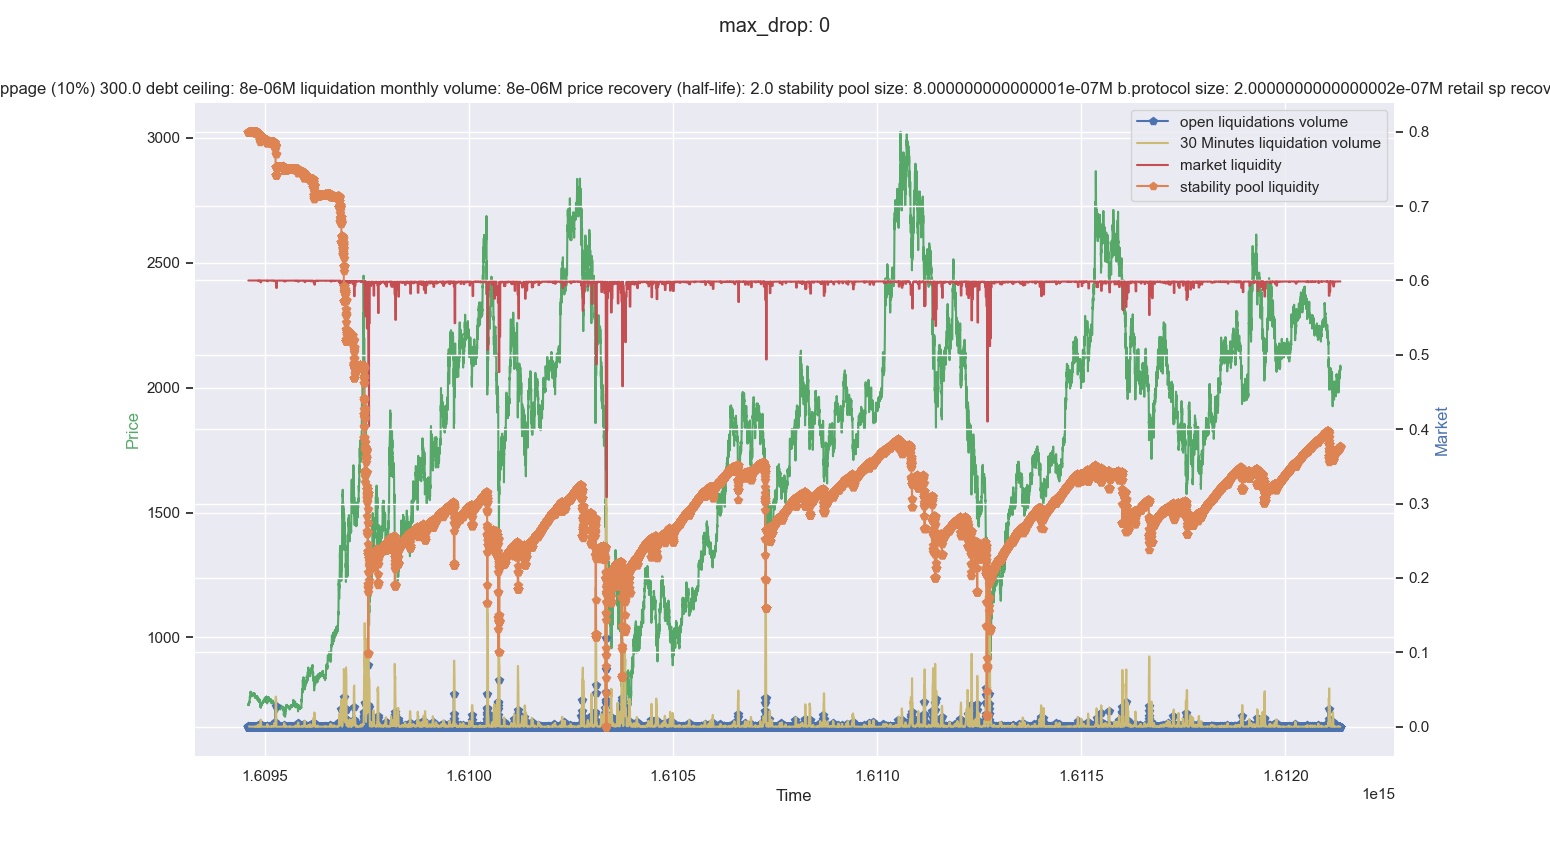 max_drop: 0
ppage (10%) 300.0 debt ceiling: 8e-06M liquidation monthly volume: 8e-06M price recovery (half-life): 2.0 stability pool size: 8.000000000000001e-07M b.protocol size: 2.0000000000000002e-07M retail sp recov
open liquidations volume
30 Minutes liquidation volume
market liquidity
stability pool liquidity
3000
2500
2000
1500
1000
Price
0.8
0.7
0.6
0.5
0.4
0.3
0.2
0.1
0.0
Market
1.6095 1.6100 1.6105 1.6110 1.6115 1.6120
Time
1e15